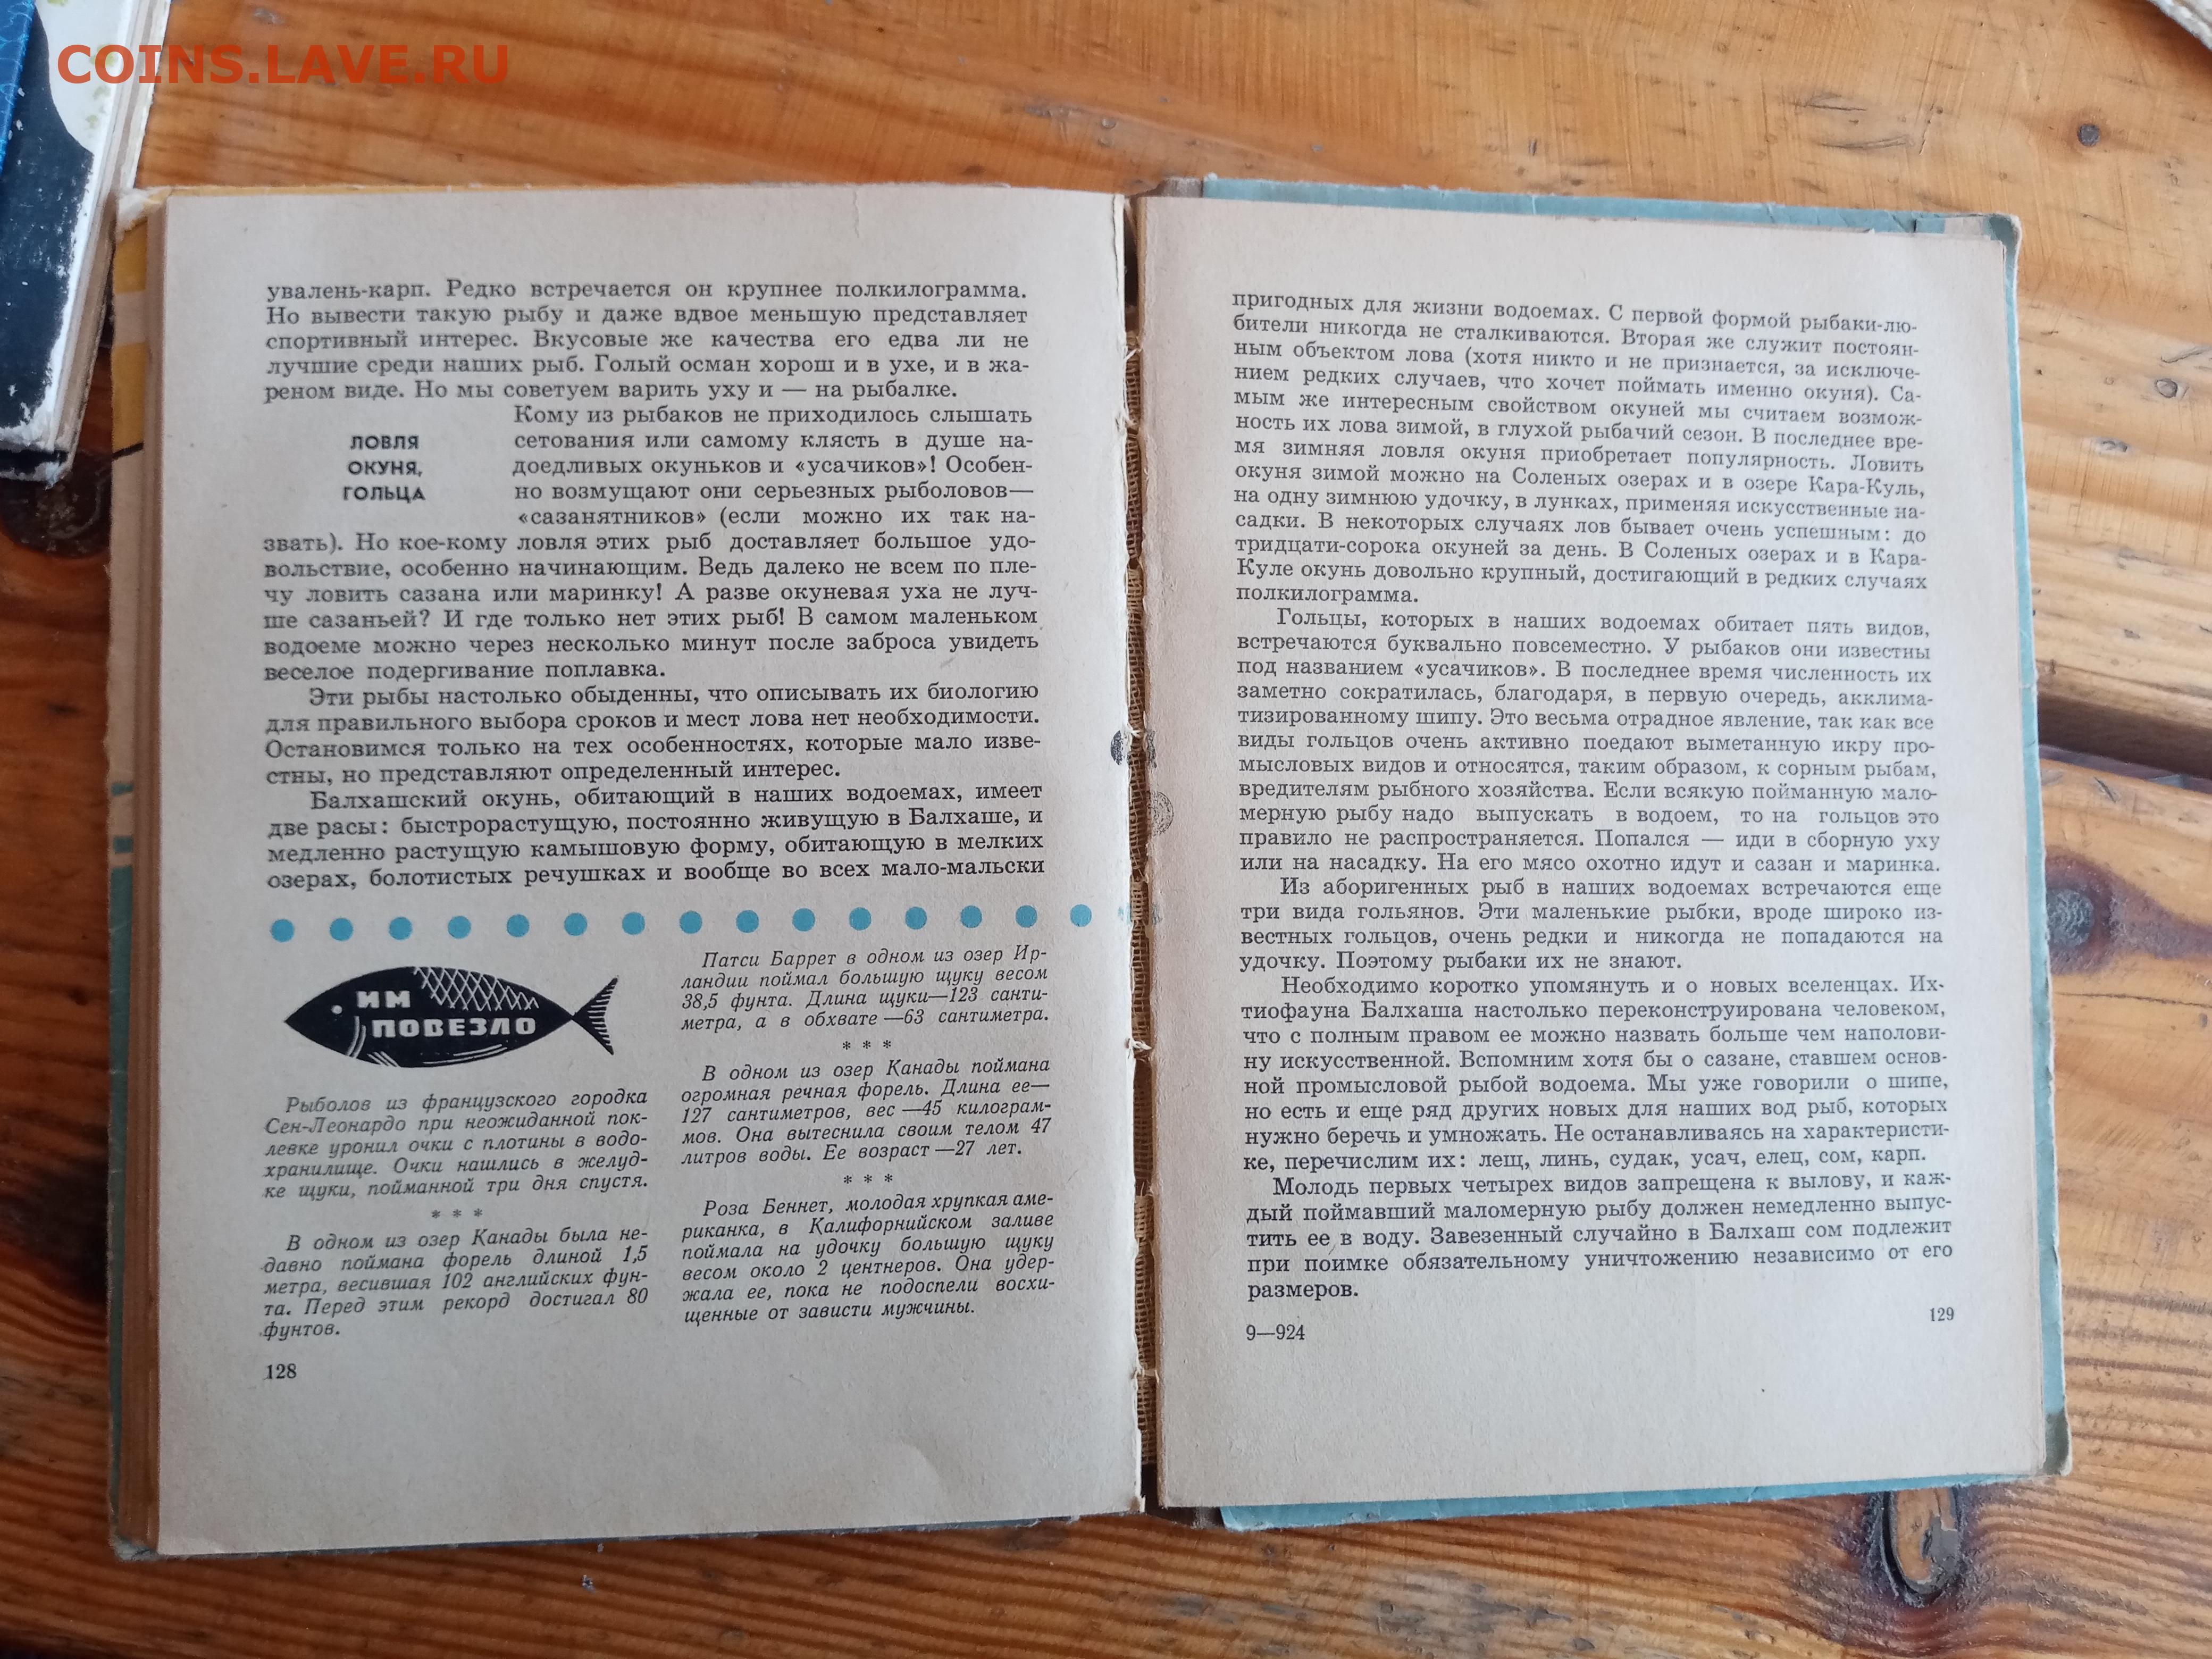 COINS.LAVE.RU
увалень-карп. Редко встречается он крупнее полкилограмма.
Но вывести такую рыбу и даже вдвое меньшую представляет
спортивный интерес. Вкусовые же качества его едва ли не
лучшие среди наших рыб. Голый осман хорош и в ухе, и в жа-
реном виде. Но мы советуем варить уху и — на рыбалке.
ЛОВЛЯ
ОКУНЯ,
ГОЛЬЦА
Кому из рыбаков не приходилось слышать
сетования или самому клясть в душе на-
доедливых окуньков и «усачиков»! Особен-
но возмущают они серьезных рыболовов—
«сазанятников» (если можно их так на-
звать). Но кое-кому ловля этих рыб доставляет большое удо-
вольствие, особенно начинающим. Ведь далеко не всем по пле-
чу ловить сазана или маринку! А разве окуневая уха не луч-
ше сазаньей? И где только нет этих рыб! В самом маленьком
водоеме можно через несколько минут после заброса увидеть
веселое подергивание поплавка.
Эти рыбы настолько обыденны, что описывать их биологию
для правильного выбора сроков и мест лова нет необходимости.
Остановимся только на тех особенностях, которые мало изве-
стны, но представляют определенный интерес.
Балхашский окунь, обитающий в наших водоемах, имеет
две расы: быстрорастущую, постоянно живущую в Балхаше, и
медленно растущую камышовую форму, обитающую в мелких
озерах, болотистых речушках и вообще во всех мало-мальски
ИМ
ПОВЕЗЛО
Рыболов из французского городка
Сен-Леонардо при неожиданной пок-
левке уронил очки с плотины в водо-
хранилище. Очки нашлись в желуд-
ке щуки, пойманной три дня спустя.
* * *
В одном из озер Канады была не-
давно поймана форель длиной 1,5
метра, весившая 102 английских фун-
та. Перед этим рекорд достигал 80
фунтов.
Патси Баррет в одном из озер Ир-
ландии поймал большую щуку весом
38,5 фунта. Длина щуки—123 санти-
метра, а в обхвате —63 сантиметра.
* * *
В одном из озер Канады поймана
огромная речная форель. Длина ее—
127 сантиметров, вес —45 килограм-
мов. Она вытеснила своим телом 47
литров воды. Ее возраст —27 лет.
* * *
Роза Беннет, молодая хрупкая аме-
риканка, в Калифорнийском заливе
поймала на удочку большую щуку
весом около 2 центнеров. Она удер-
жала ее, пока не подоспели восхи-
щенные от зависти мужчины.
128
пригодных для жизни водоемах. С первой формой рыбаки-лю-
бители никогда не сталкиваются. Вторая же служит постоян-
ным объектом лова (хотя никто и не признается, за исключе-
нием редких случаев, что хочет поймать именно окуня). Са-
мым же интересным свойством окуней мы считаем возмож-
ность их лова зимой, в глухой рыбачий сезон. В последнее вре-
мя зимняя ловля окуня приобретает популярность. Ловить
окуня зимой можно на Соленых озерах и в озере Кара-Куль,
на одну зимнюю удочку, в лунках, применяя искусственные на-
садки. В некоторых случаях лов бывает очень успешным: до
тридцати-сорока окуней за день. В Соленых озерах и в Кара-
Куле окунь довольно крупный, достигающий в редких случаях
полкилограмма.
Гольцы, которых в наших водоемах обитает пять видов,
встречаются буквально повсеместно. У рыбаков они известны
под названием «усачиков». В последнее время численность их
заметно сократилась, благодаря, в первую очередь, акклима-
тизированному шипу. Это весьма отрадное явление, так как все
виды гольцов очень активно поедают выметанную икру про-
мысловых видов и относятся, таким образом, к сорным рыбам,
вредителям рыбного хозяйства. Если всякую пойманную мало-
мерную рыбу надо выпускать в водоем, то на гольцов это
правило не распространяется. Попался — иди в сборную уху
или на насадку. На его мясо охотно идут и сазан и маринка.
Из аборигенных рыб в наших водоемах встречаются еще
три вида гольянов. Эти маленькие рыбки, вроде широко из-
вестных гольцов, очень редки и никогда не попадаются на
удочку. Поэтому рыбаки их не знают.
Необходимо коротко упомянуть и о новых вселенцах. Их-
тиофауна Балхаша настолько переконструирована человеком,
что с полным правом ее можно назвать больше чем наполови-
ну искусственной. Вспомним хотя бы о сазане, ставшем основ-
ной промысловой рыбой водоема. Мы уже говорили о шипе,
но есть и еще ряд других новых для наших вод рыб, которых
нужно беречь и умножать. Не останавливаясь на характеристи-
ке, перечислим их: лещ, линь, судак, усач, елец, сом, карп.
Молодь первых четырех видов запрещена к вылову, и каж-
дый поймавший маломерную рыбу должен немедленно выпус-
тить ее в воду. Завезенный случайно в Балхаш сом подлежит
при поимке обязательному уничтожению независимо от его
размеров.
129
9—924